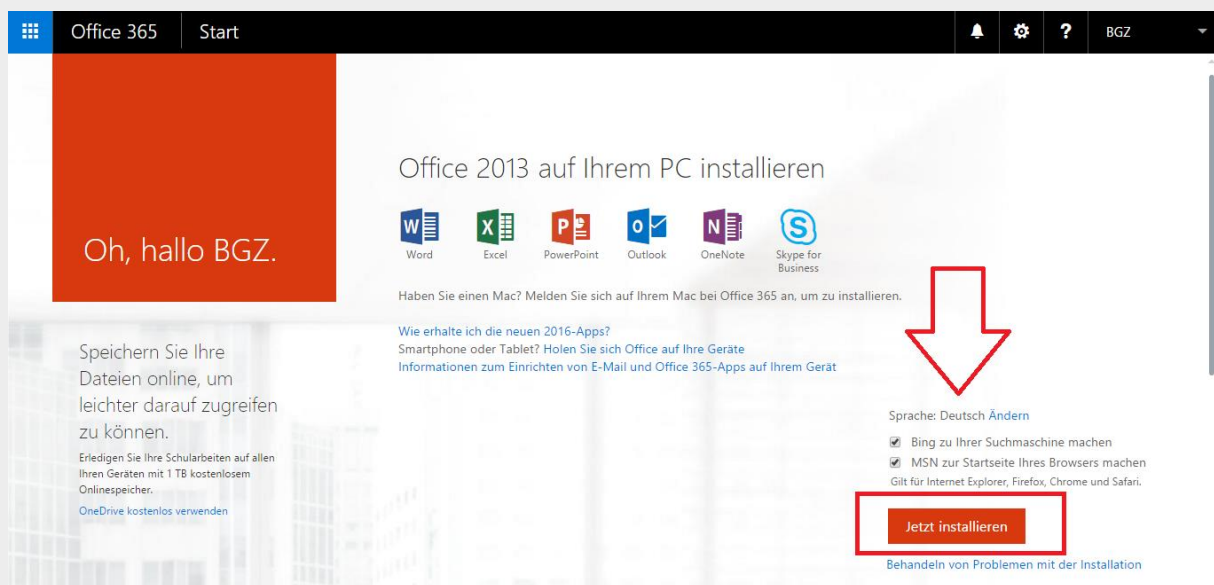 Office 365
Start
?
BGZ
Oh, hallo BGZ.
Office 2013 auf Ihrem PC installieren
Word
Excel
PowerPoint
Outlook
OneNote
Skype for
Business
Haben Sie einen Mac? Melden Sie sich auf Ihrem Mac bei Office 365 an, um zu installieren.
Wie erhalte ich die neuen 2016-Apps?
Smartphone oder Tablet? Holen Sie sich Office auf Ihre Geräte
Informationen zum Einrichten von E-Mail und Office 365-Apps auf Ihrem Gerät
Speichern Sie Ihre
Dateien online, um
leichter darauf zugreifen
zu können.
Erledigen Sie Ihre Schularbeiten auf allen
Ihren Geräten mit 1 TB kostenlosem
Onlinespeicher.
OneDrive kostenlos verwenden
Sprache: Deutsch Ändern
Bing zu Ihrer Suchmaschine machen
MSN zur Startseite Ihres Browsers machen
Gilt für Internet Explorer, Firefox, Chrome und Safari.
Jetzt installieren
Behandeln von Problemen mit der Installation